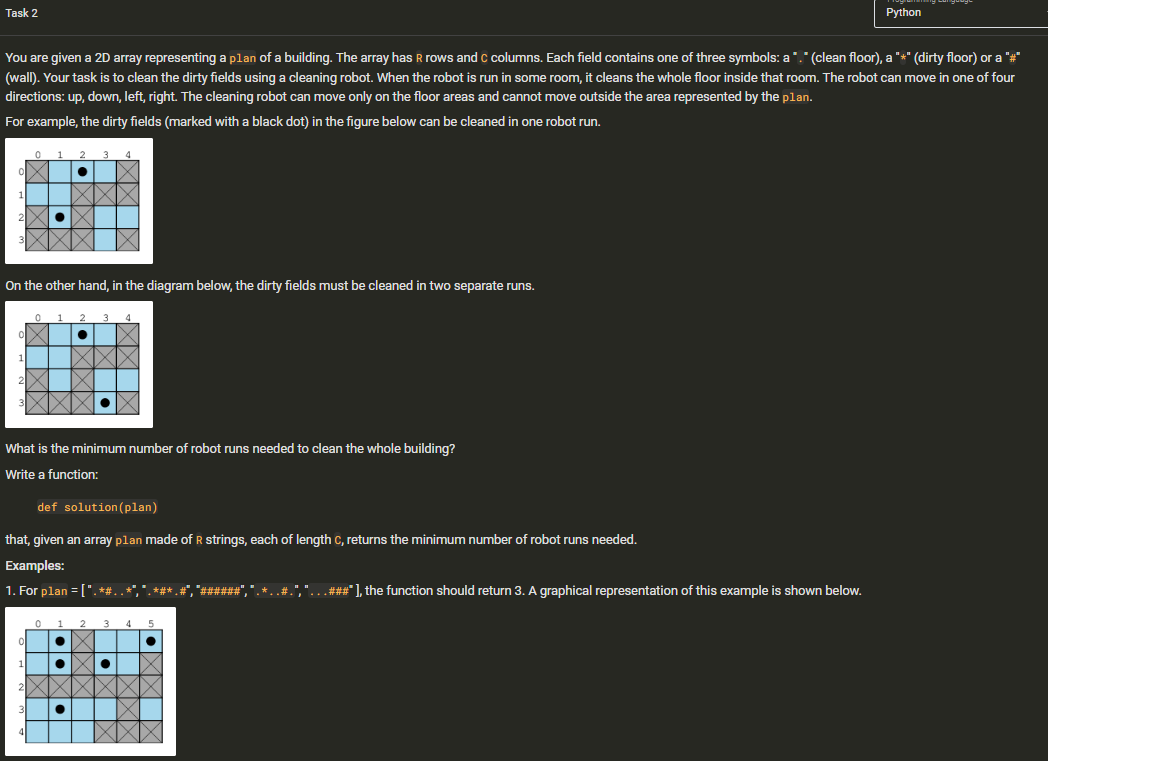 Programming Language
Task 2
Python
You are given a 2D array representing a plan of a building. The array has R rows and C columns. Each field contains one of three symbols: a "." (clean floor), a "*" (dirty floor) or a "#"
(wall). Your task is to clean the dirty fields using a cleaning robot. When the robot is run in some room, it cleans the whole floor inside that room. The robot can move in one of four
directions: up, down, left, right. The cleaning robot can move only on the floor areas and cannot move outside the area represented by the plan.
For example, the dirty fields (marked with a black dot) in the figure below can be cleaned in one robot run.
0 1 2 3 4
0
1
2
3
On the other hand, in the diagram below, the dirty fields must be cleaned in two separate runs.
0 1 2 3 4
0
1
2
3
What is the minimum number of robot runs needed to clean the whole building?
Write a function:
def solution(plan)
that, given an array plan made of R strings, each of length C, returns the minimum number of robot runs needed.
Examples:
1. For plan = [".*#..*",".*#*.#","######",".*..#.","...###"], the function should return 3. A graphical representation of this example is shown below.
0 1 2 3 4 5
0
1
2
3
4